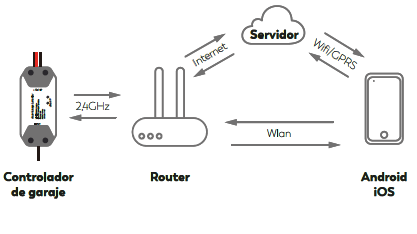 Servidor
Internet
Wifi/GPRS
2,4GHz
Wlan
Controlador
de garaje
Router
Android
iOS